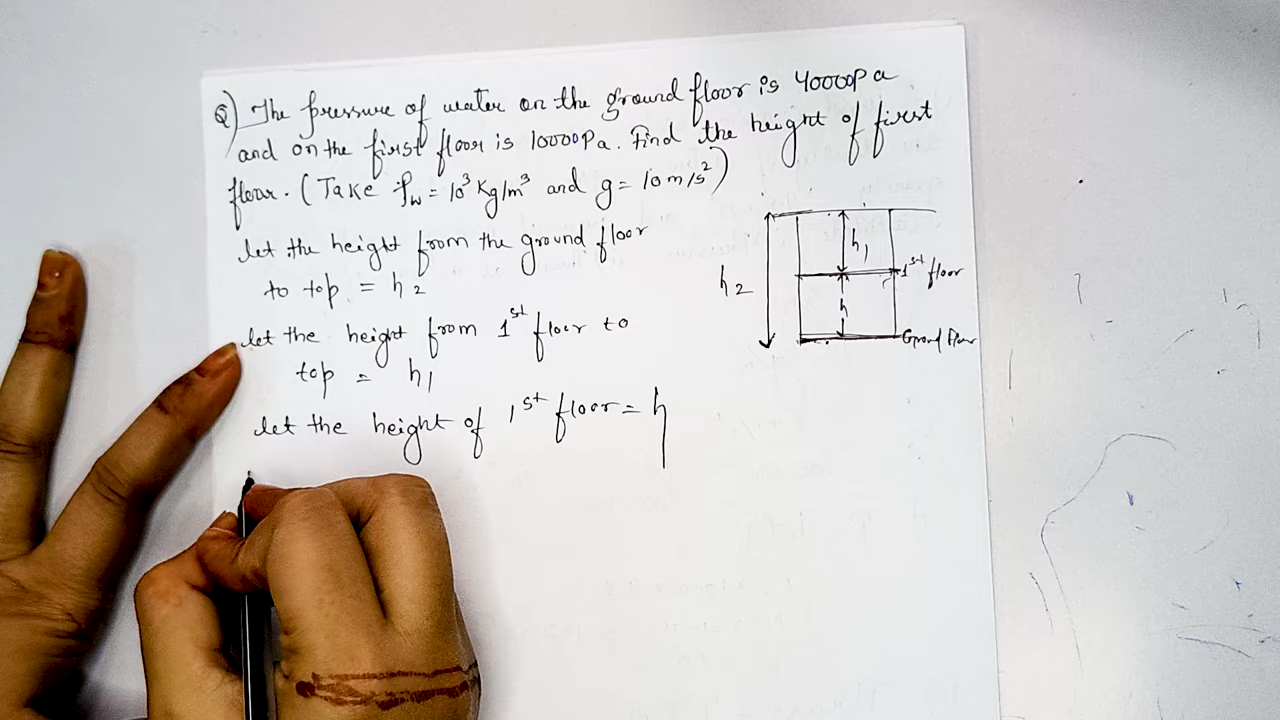 Q) The pressure of water on the ground floor is 40000Pa
and on the first floor is 10000Pa. Find the height of first
floor. (Take ρw = 10³ Kg/m³ and g = 10 m/s²)
let the height from the ground floor
to top = h2
let the height from 1st floor to
top = h1
let the height of 1st floor = h
h1
1st floor
h2
h
Ground floor